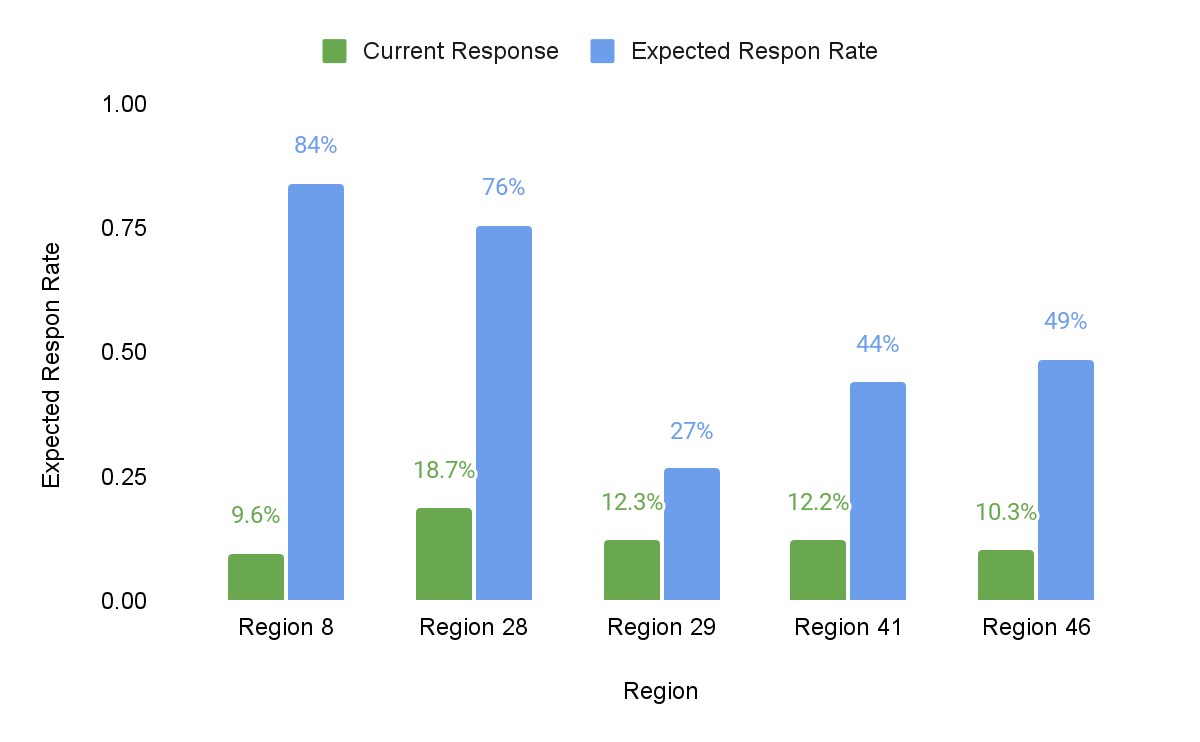 Current Response
Expected Respon Rate
1.00
0.75
0.50
0.25
0.00
Expected Respon Rate
84%
76%
27%
44%
49%
9.6%
18.7%
12.3%
12.2%
10.3%
Region 8
Region 28
Region 29
Region 41
Region 46
Region